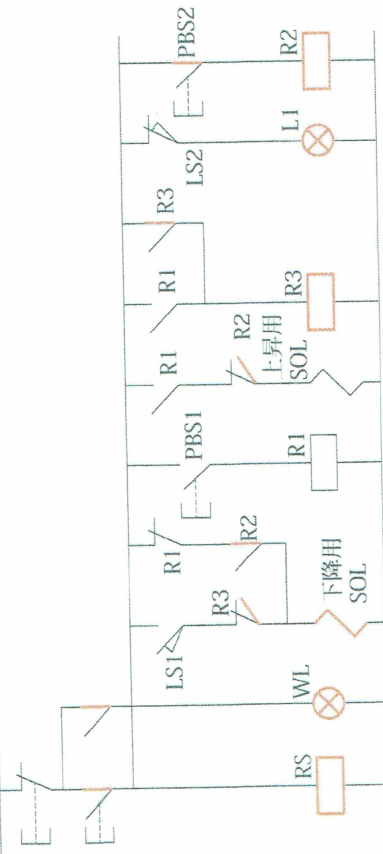 RS
WL
LS1
R3
下降用
SOL
R1
R2
PBS1
R1
R1
R2
上昇用
SOL
R1
R3
R3
LS2
L1
PBS2
R2